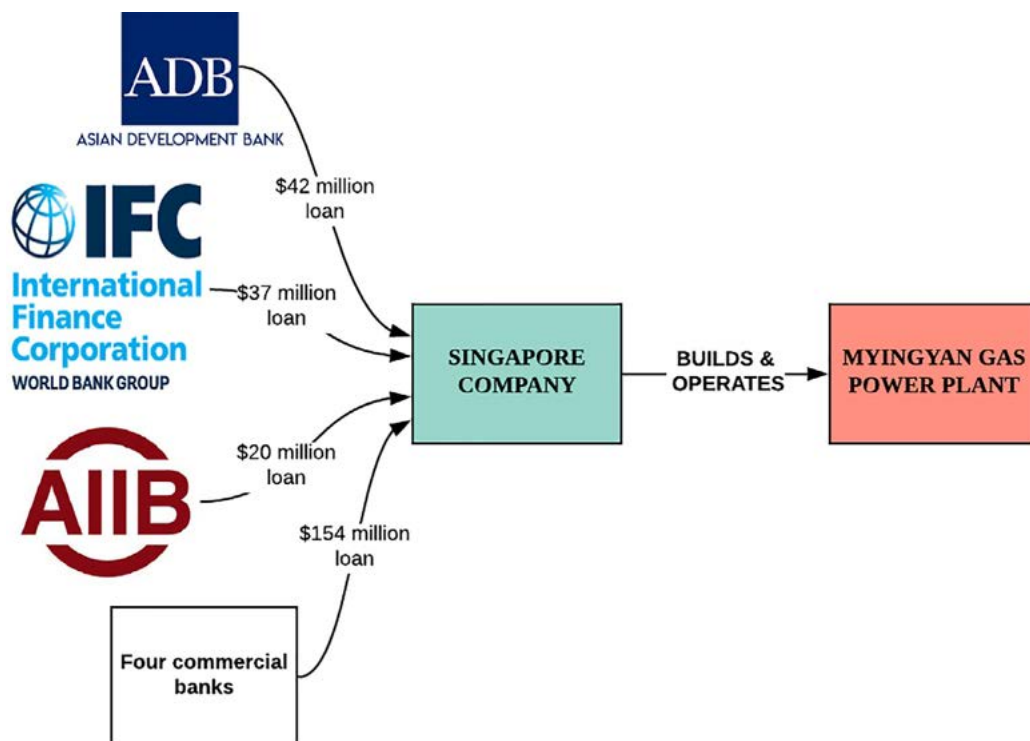 ADB
ASIAN DEVELOPMENT BANK
$42 million
loan
IFC
International
Finance
Corporation
WORLD BANK GROUP
$37 million
loan
SINGAPORE
COMPANY
BUILDS &
OPERATES
MYINGYAN GAS
POWER PLANT
AIIB
$20 million
loan
$154 million
loan
Four commercial
banks